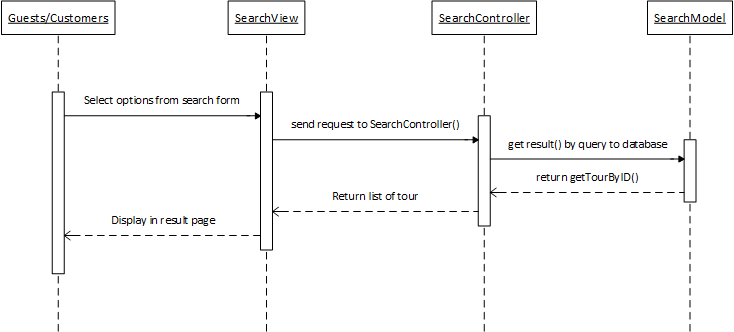 Guests/Customers
SearchView
SearchController
SearchModel
Select options from search form
send request to SearchController()
get result() by query to database
return getTourByID()
Return list of tour
Display in result page